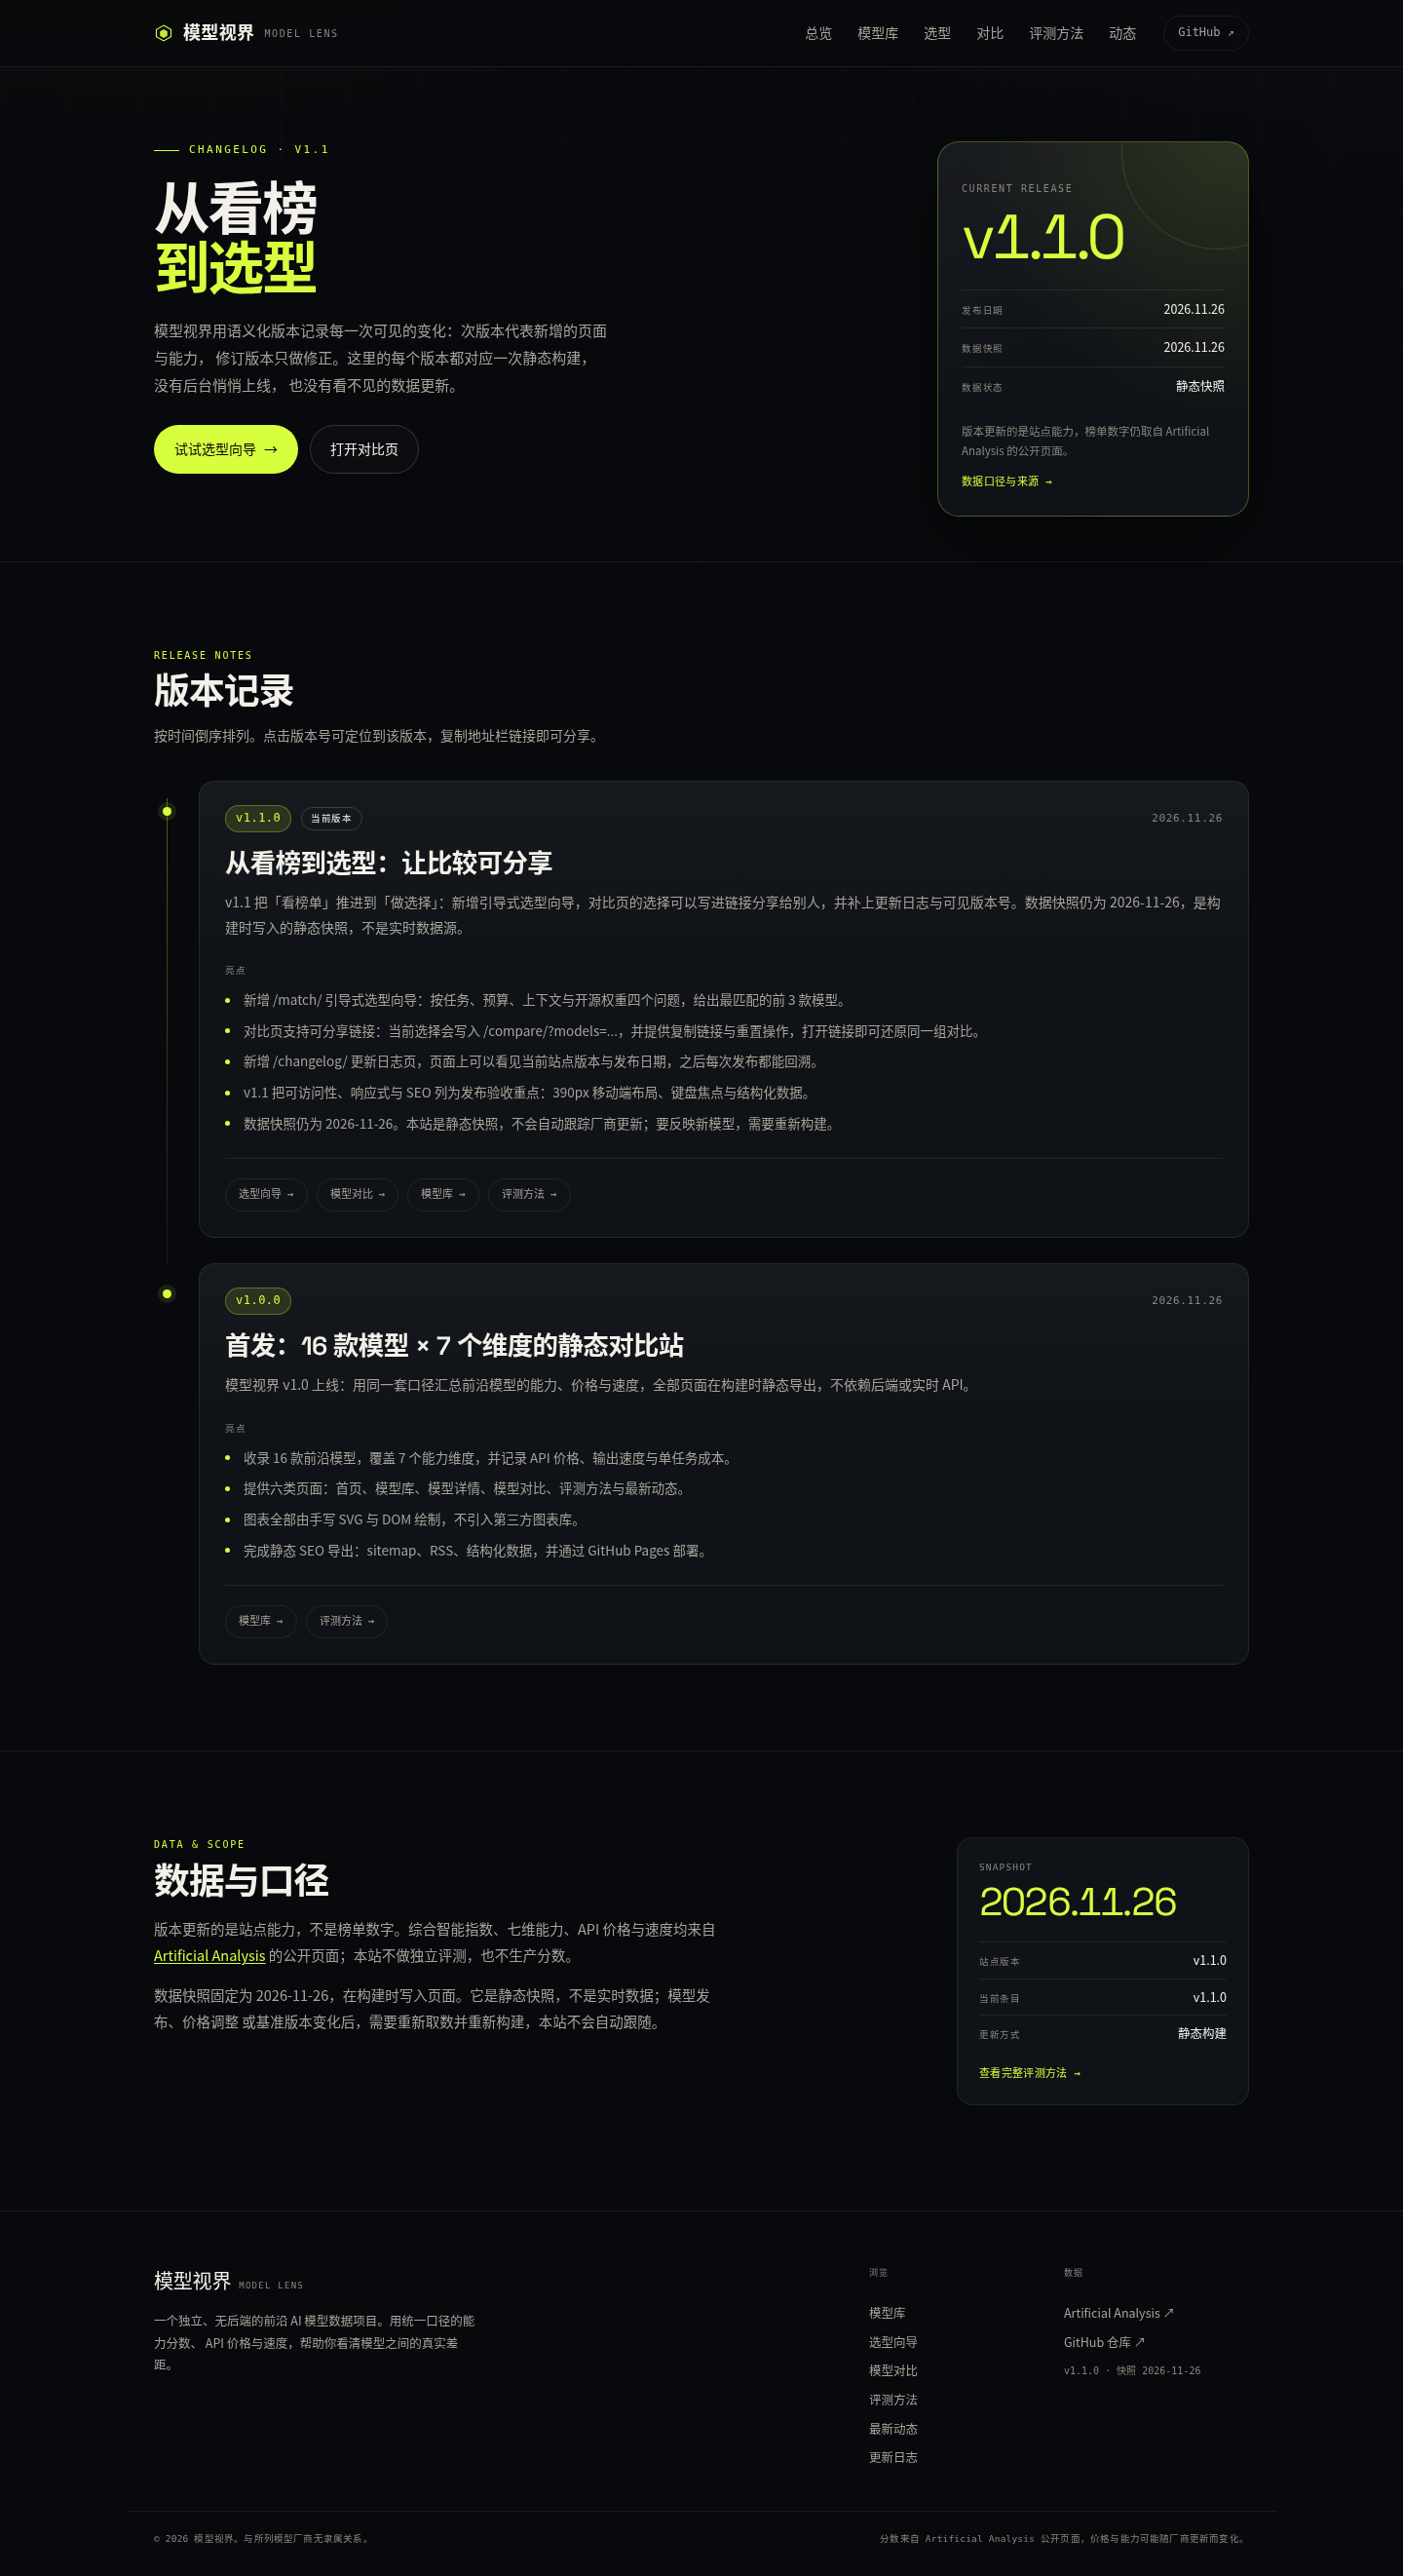 模型视界 MODEL LENS
总览 模型库 选型 对比 评测方法 动态 GitHub ↗
CHANGELOG · V1.1
从看榜
到选型
模型视界用语义化版本记录每一次可见的变化：次版本代表新增的页面
与能力， 修订版本只做修正。这里的每个版本都对应一次静态构建，
没有后台悄悄上线， 也没有看不见的数据更新。
试试选型向导 →
打开对比页
CURRENT RELEASE
v1.1.0
发布日期 2026.11.26
数据快照 2026.11.26
数据状态 静态快照
版本更新的是站点能力，榜单数字仍取自 Artificial
Analysis 的公开页面。
数据口径与来源 →
RELEASE NOTES
版本记录
按时间倒序排列。点击版本号可定位到该版本，复制地址栏链接即可分享。
v1.1.0 当前版本 2026.11.26
从看榜到选型：让比较可分享
v1.1 把「看榜单」推进到「做选择」：新增引导式选型向导，对比页的选择可以写进链接分享给别人，并补上更新日志与可见版本号。数据快照仍为 2026-11-26，是构
建时写入的静态快照，不是实时数据源。
亮点
新增 /match/ 引导式选型向导：按任务、预算、上下文与开源权重四个问题，给出最匹配的前 3 款模型。
对比页支持可分享链接：当前选择会写入 /compare/?models=...，并提供复制链接与重置操作，打开链接即可还原同一组对比。
新增 /changelog/ 更新日志页，页面上可以看见当前站点版本与发布日期，之后每次发布都能回溯。
v1.1 把可访问性、响应式与 SEO 列为发布验收重点：390px 移动端布局、键盘焦点与结构化数据。
数据快照仍为 2026-11-26。本站是静态快照，不会自动跟踪厂商更新；要反映新模型，需要重新构建。
选型向导 → 模型对比 → 模型库 → 评测方法 →
v1.0.0 2026.11.26
首发：16 款模型 × 7 个维度的静态对比站
模型视界 v1.0 上线：用同一套口径汇总前沿模型的能力、价格与速度，全部页面在构建时静态导出，不依赖后端或实时 API。
亮点
收录 16 款前沿模型，覆盖 7 个能力维度，并记录 API 价格、输出速度与单任务成本。
提供六类页面：首页、模型库、模型详情、模型对比、评测方法与最新动态。
图表全部由手写 SVG 与 DOM 绘制，不引入第三方图表库。
完成静态 SEO 导出：sitemap、RSS、结构化数据，并通过 GitHub Pages 部署。
模型库 → 评测方法 →
DATA & SCOPE
数据与口径
版本更新的是站点能力，不是榜单数字。综合智能指数、七维能力、API 价格与速度均来自
Artificial Analysis 的公开页面；本站不做独立评测，也不生产分数。
数据快照固定为 2026-11-26，在构建时写入页面。它是静态快照，不是实时数据；模型发
布、价格调整 或基准版本变化后，需要重新取数并重新构建，本站不会自动跟随。
SNAPSHOT
2026.11.26
站点版本 v1.1.0
当前条目 v1.1.0
更新方式 静态构建
查看完整评测方法 →
模型视界 MODEL LENS
一个独立、无后端的前沿 AI 模型数据项目。用统一口径的能
力分数、 API 价格与速度，帮助你看清模型之间的真实差
距。
浏览
模型库
选型向导
模型对比
评测方法
最新动态
更新日志
数据
Artificial Analysis ↗
GitHub 仓库 ↗
v1.1.0 · 快照 2026-11-26
© 2026 模型视界。与所列模型厂商无隶属关系。
分数来自 Artificial Analysis 公开页面，价格与能力可能随厂商更新而变化。